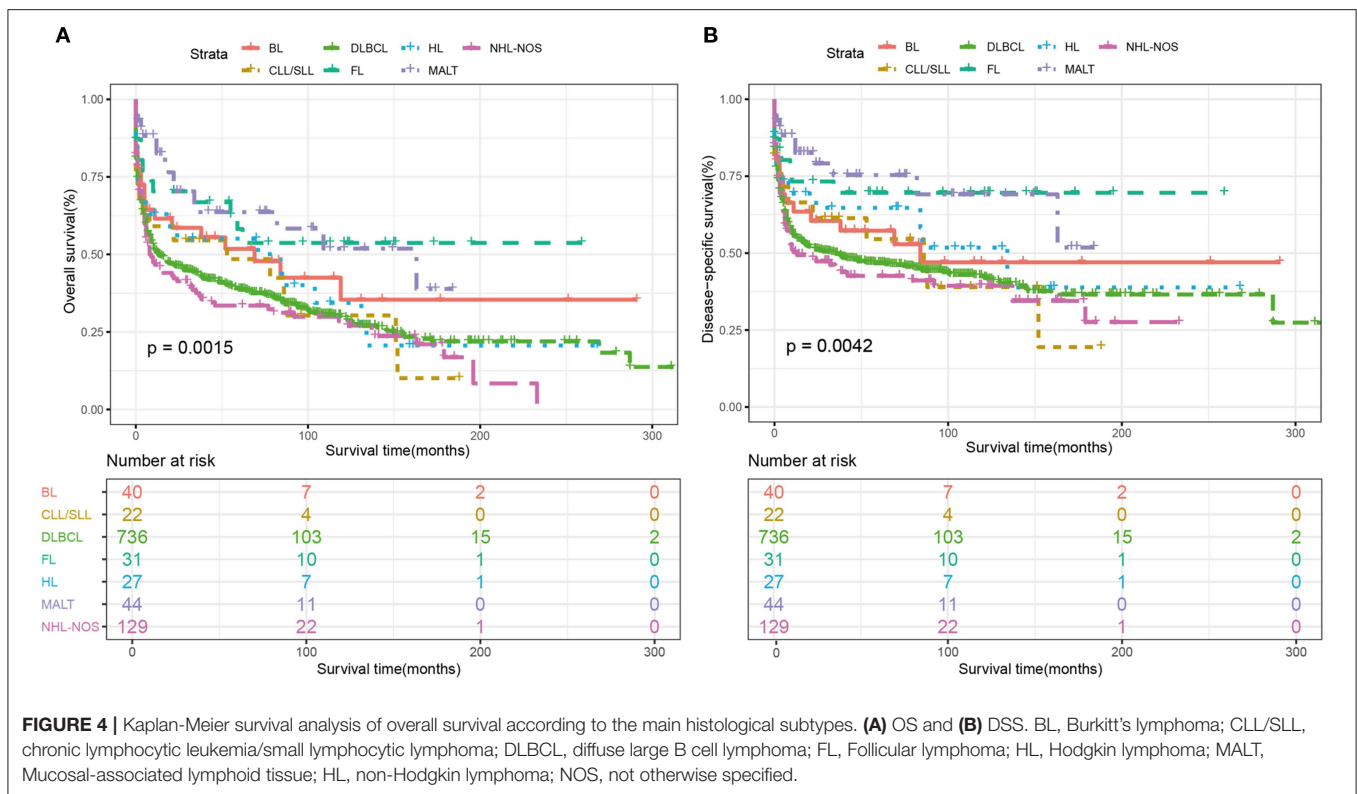 A
Strata BL DLBCL HL NHL-NOS
CLL/SLL FL MALT
Overall survival(%)
1.00
0.75
0.50
0.25
0.00
p = 0.0015
0 100 200 300
Survival time(months)
Number at risk
BL 40 7 2 0
CLL/SLL 22 4 0 0
DLBCL 736 103 15 2
FL 31 10 1 0
HL 27 7 1 0
MALT 44 11 0 0
NHL-NOS 129 22 1 0
0 100 200 300
Survival time(months)
B
Strata BL DLBCL HL NHL-NOS
CLL/SLL FL MALT
Disease-specific survival(%)
1.00
0.75
0.50
0.25
0.00
p = 0.0042
0 100 200 300
Survival time(months)
Number at risk
40 7 2 0
22 4 0 0
736 103 15 2
31 10 1 0
27 7 1 0
44 11 0 0
129 22 1 0
0 100 200 300
Survival time(months)
FIGURE 4 | Kaplan-Meier survival analysis of overall survival according to the main histological subtypes. (A) OS and (B) DSS. BL, Burkitt's lymphoma; CLL/SLL,
chronic lymphocytic leukemia/small lymphocytic lymphoma; DLBCL, diffuse large B cell lymphoma; FL, Follicular lymphoma; HL, Hodgkin lymphoma; MALT,
Mucosal-associated lymphoid tissue; HL, non-Hodgkin lymphoma; NOS, not otherwise specified.